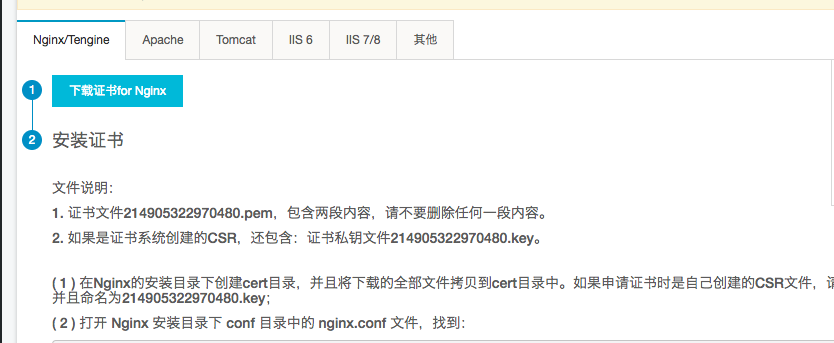 Nginx/Tengine Apache Tomcat IIS 6 IIS 7/8 其他
1 下载证书for Nginx
2 安装证书
文件说明：
1. 证书文件214905322970480.pem，包含两段内容，请不要删除任何一段内容。
2. 如果是证书系统创建的CSR，还包含：证书私钥文件214905322970480.key。
( 1 ) 在Nginx的安装目录下创建cert目录，并且将下载的全部文件拷贝到cert目录中。如果申请证书时是自己创建的CSR文件，请
并且命名为214905322970480.key；
( 2 ) 打开 Nginx 安装目录下 conf 目录中的 nginx.conf 文件，找到：